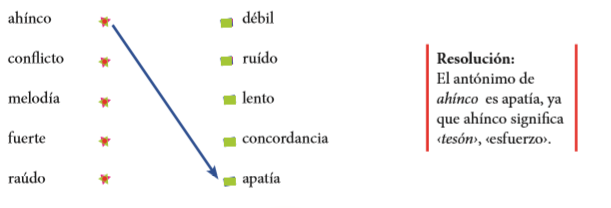 ahínco
conflicto
melodía
fuerte
raúdo
débil
ruído
lento
concordancia
apatía
Resolución:
El antónimo de
ahínco es apatía, ya
que ahínco significa
‹tesón›, ‹esfuerzo›.